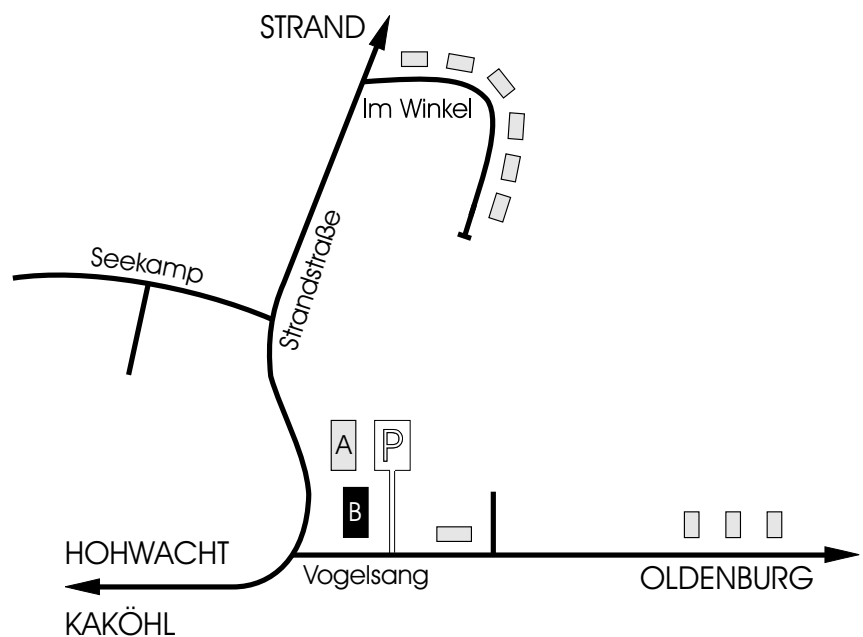 STRAND
Im Winkel
Seekamp
Strandstraße
A
P
B
HOHWACHT
Vogelsang
OLDENBURG
KAKÖHL